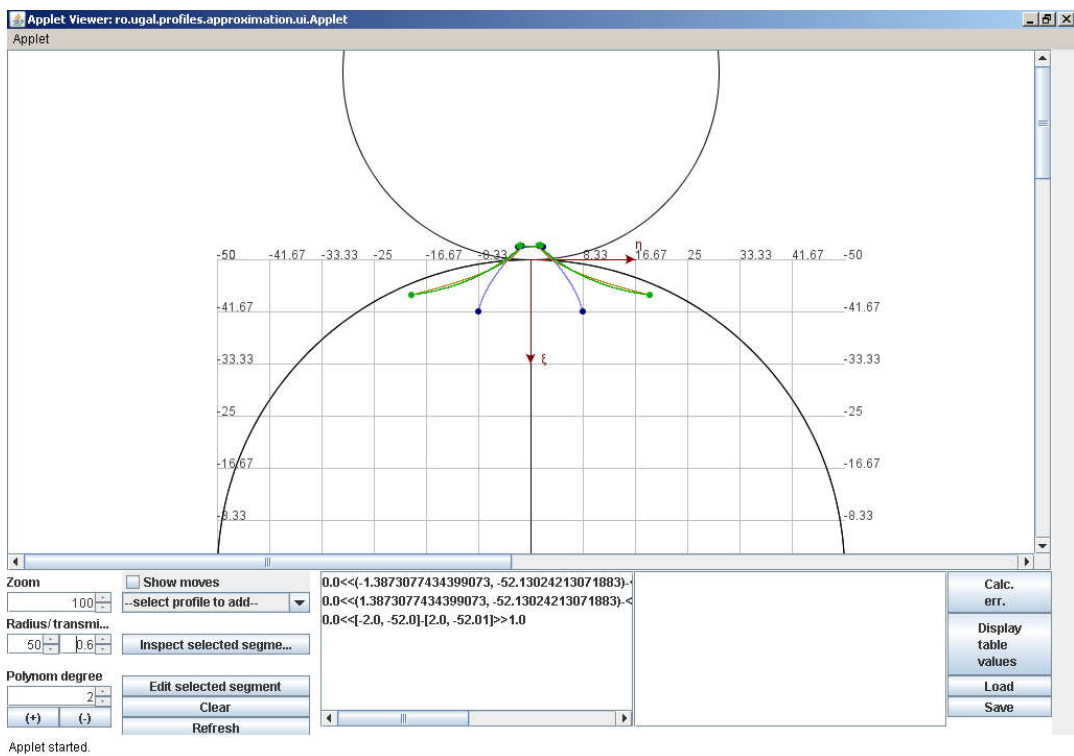 Applet Viewer: ro.ugal.profiles.approximation.ui.Applet
Applet
η
-50 -41.67 -33.33 -25 -16.67 -8.33 8.33 16.67 25 33.33 41.67 -50
-41.67 -41.67
ξ
-33.33 -33.33
-25 -25
-16.67 -16.67
-8.33 -8.33
Zoom
100
Radius/transmi...
50 0.6
Polynom degree
2
(+) (-)
Show moves
--select profile to add--
Inspect selected segme...
Edit selected segment
Clear
Refresh
0.0<<(-1.3873077434399073, -52.13024213071883)-<
0.0<<(1.3873077434399073, -52.13024213071883)-<
0.0<<[-2.0, -52.0]-[2.0, -52.01]>>1.0
Calc.
err.
Display
table
values
Load
Save
Applet started.